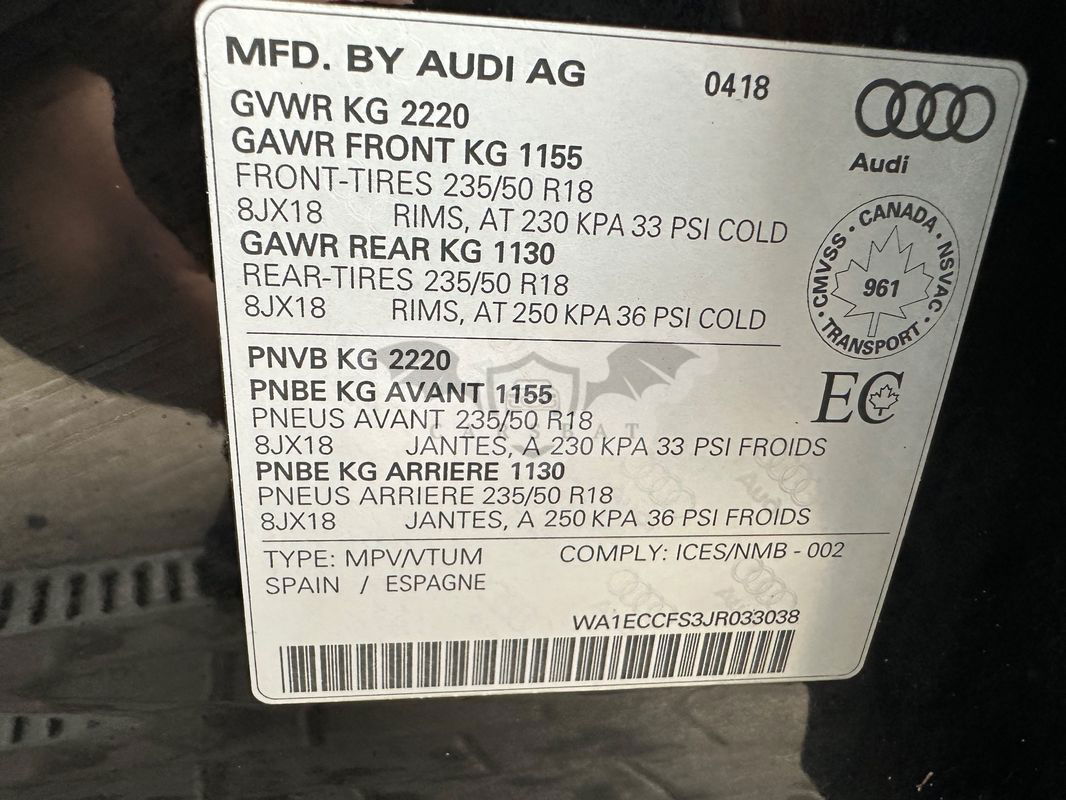 MFD. BY AUDI AG 0418
Audi
GVWR KG 2220
GAWR FRONT KG 1155
FRONT-TIRES 235/50 R18
8JX18 RIMS, AT 230 KPA 33 PSI COLD
GAWR REAR KG 1130
REAR-TIRES 235/50 R18
8JX18 RIMS, AT 250 KPA 36 PSI COLD
CMVSS · CANADA · NSVAC · TRANSPORT ·
961
EC
PNVB KG 2220
PNBE KG AVANT 1155
PNEUS AVANT 235/50 R18
8JX18 JANTES, A 230 KPA 33 PSI FROIDS
PNBE KG ARRIERE 1130
PNEUS ARRIERE 235/50 R18
8JX18 JANTES, A 250 KPA 36 PSI FROIDS
TYPE: MPV/VTUM COMPLY: ICES/NMB - 002
SPAIN / ESPAGNE
WA1ECCFS3JR033038